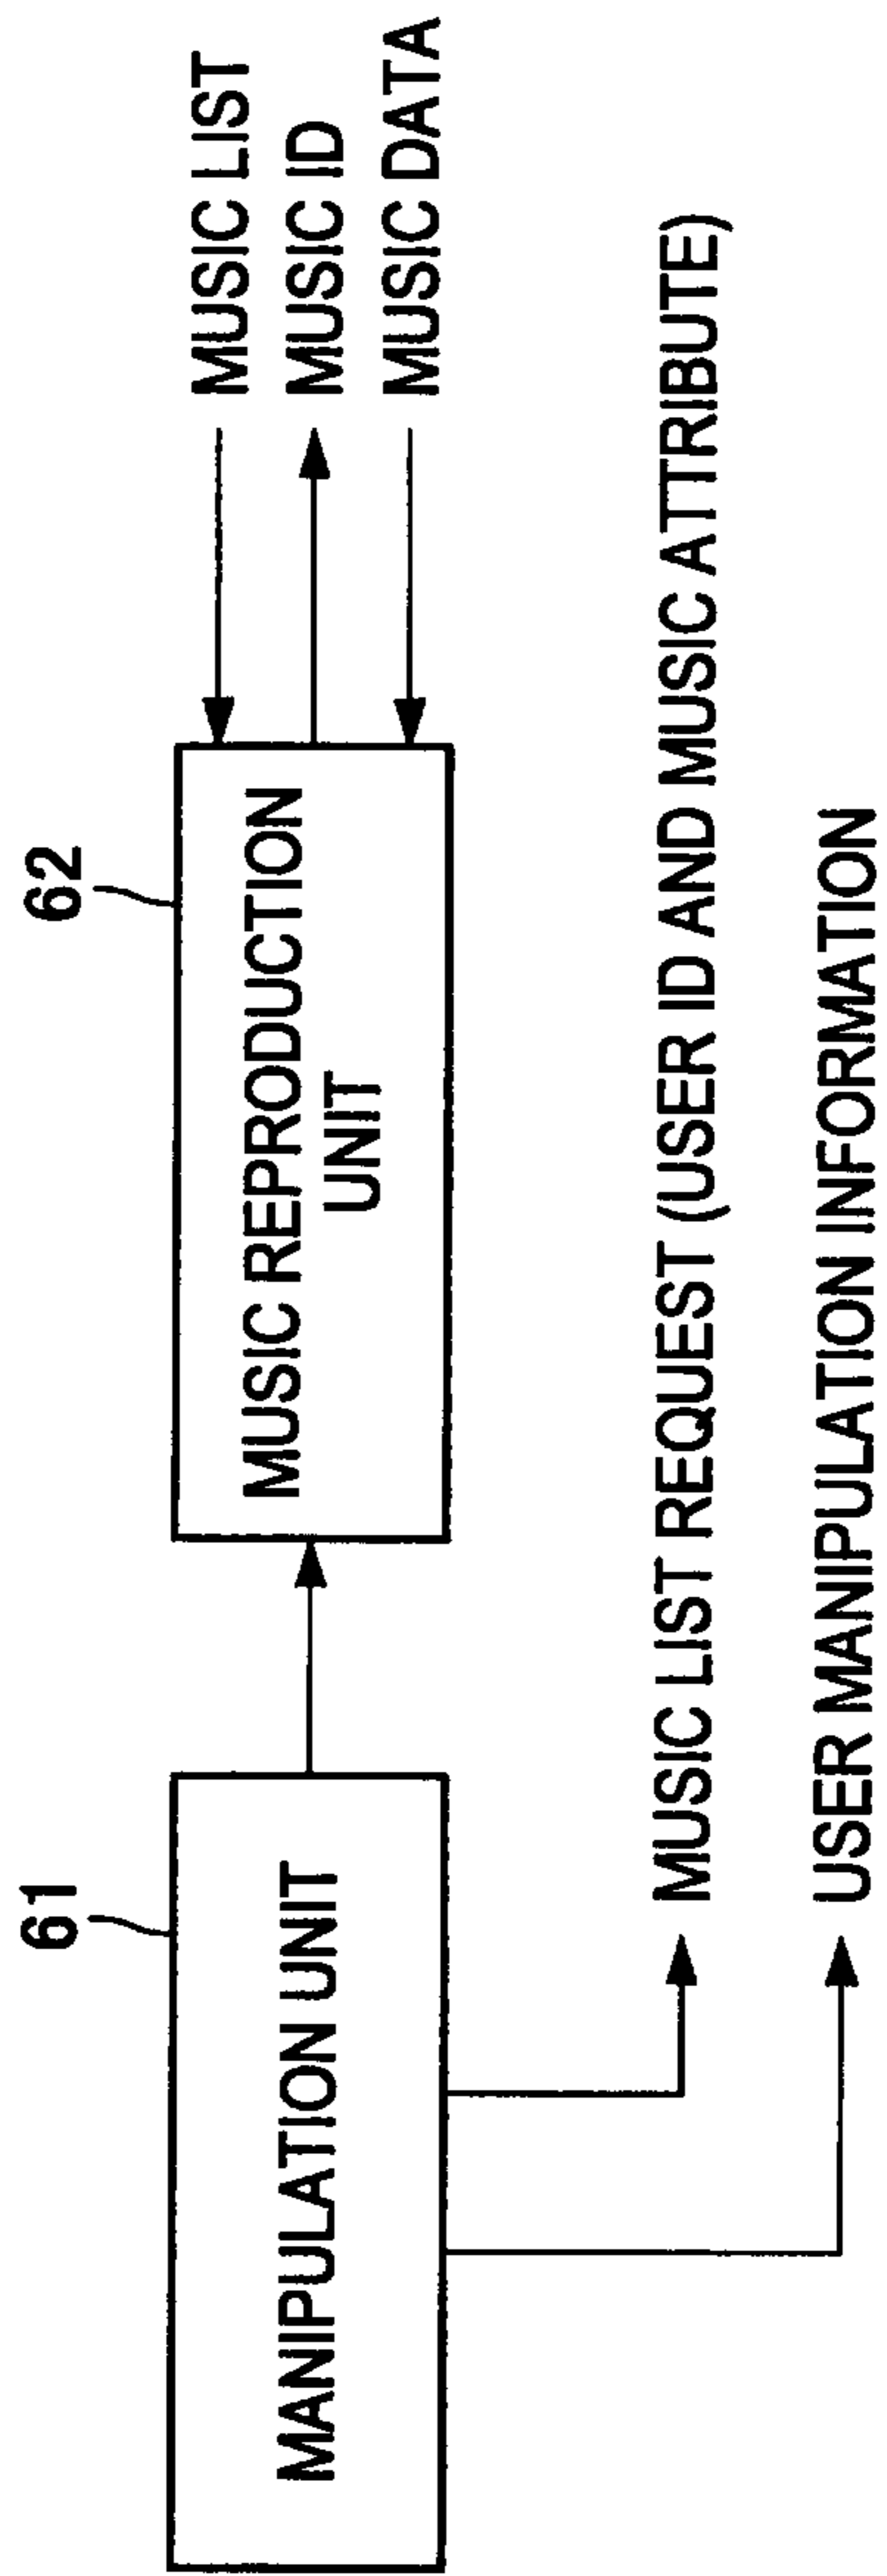 61
MANIPULATION UNIT
62
MUSIC REPRODUCTION
UNIT
MUSIC LIST
MUSIC ID
MUSIC DATA
MUSIC LIST REQUEST (USER ID AND MUSIC ATTRIBUTE)
USER MANIPULATION INFORMATION